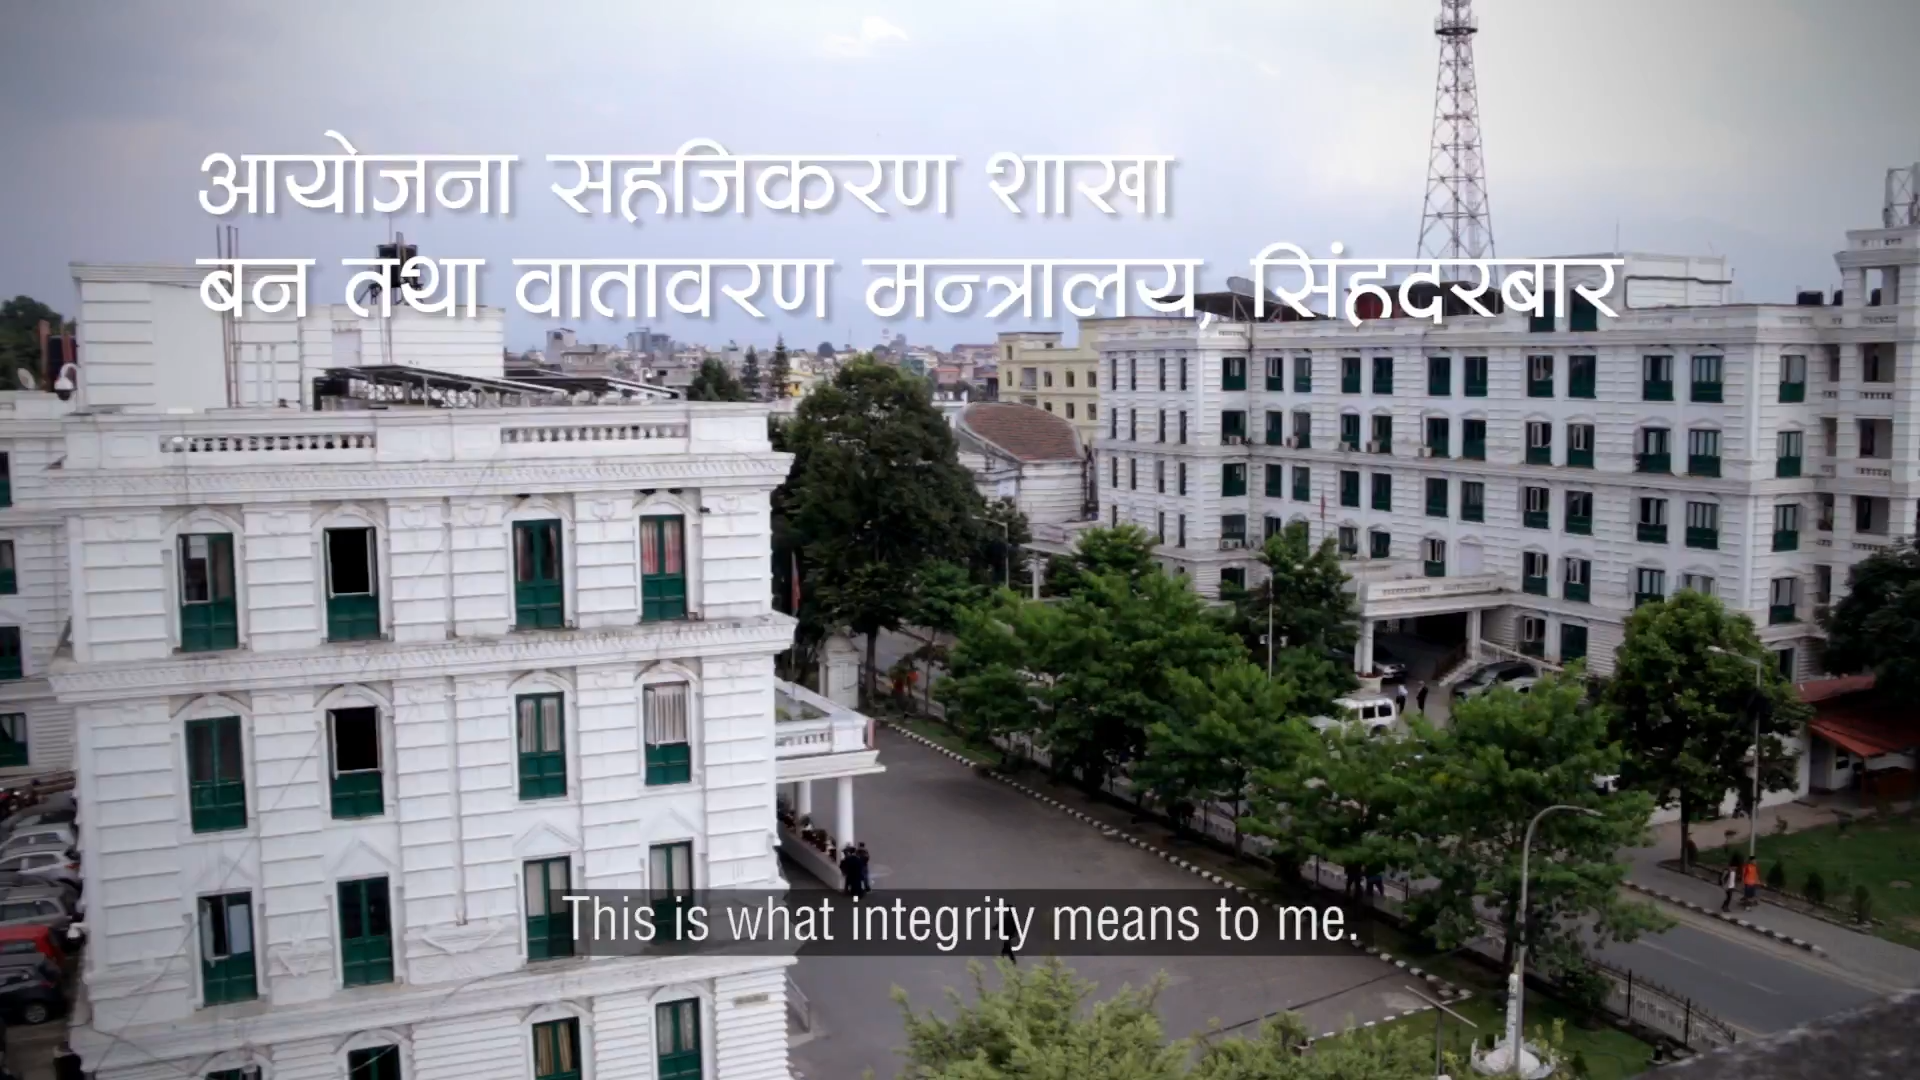 आयोजना सहजिकरण शाखा
बन तथा वातावरण मन्त्रालय, सिंहदरबार
This is what integrity means to me.